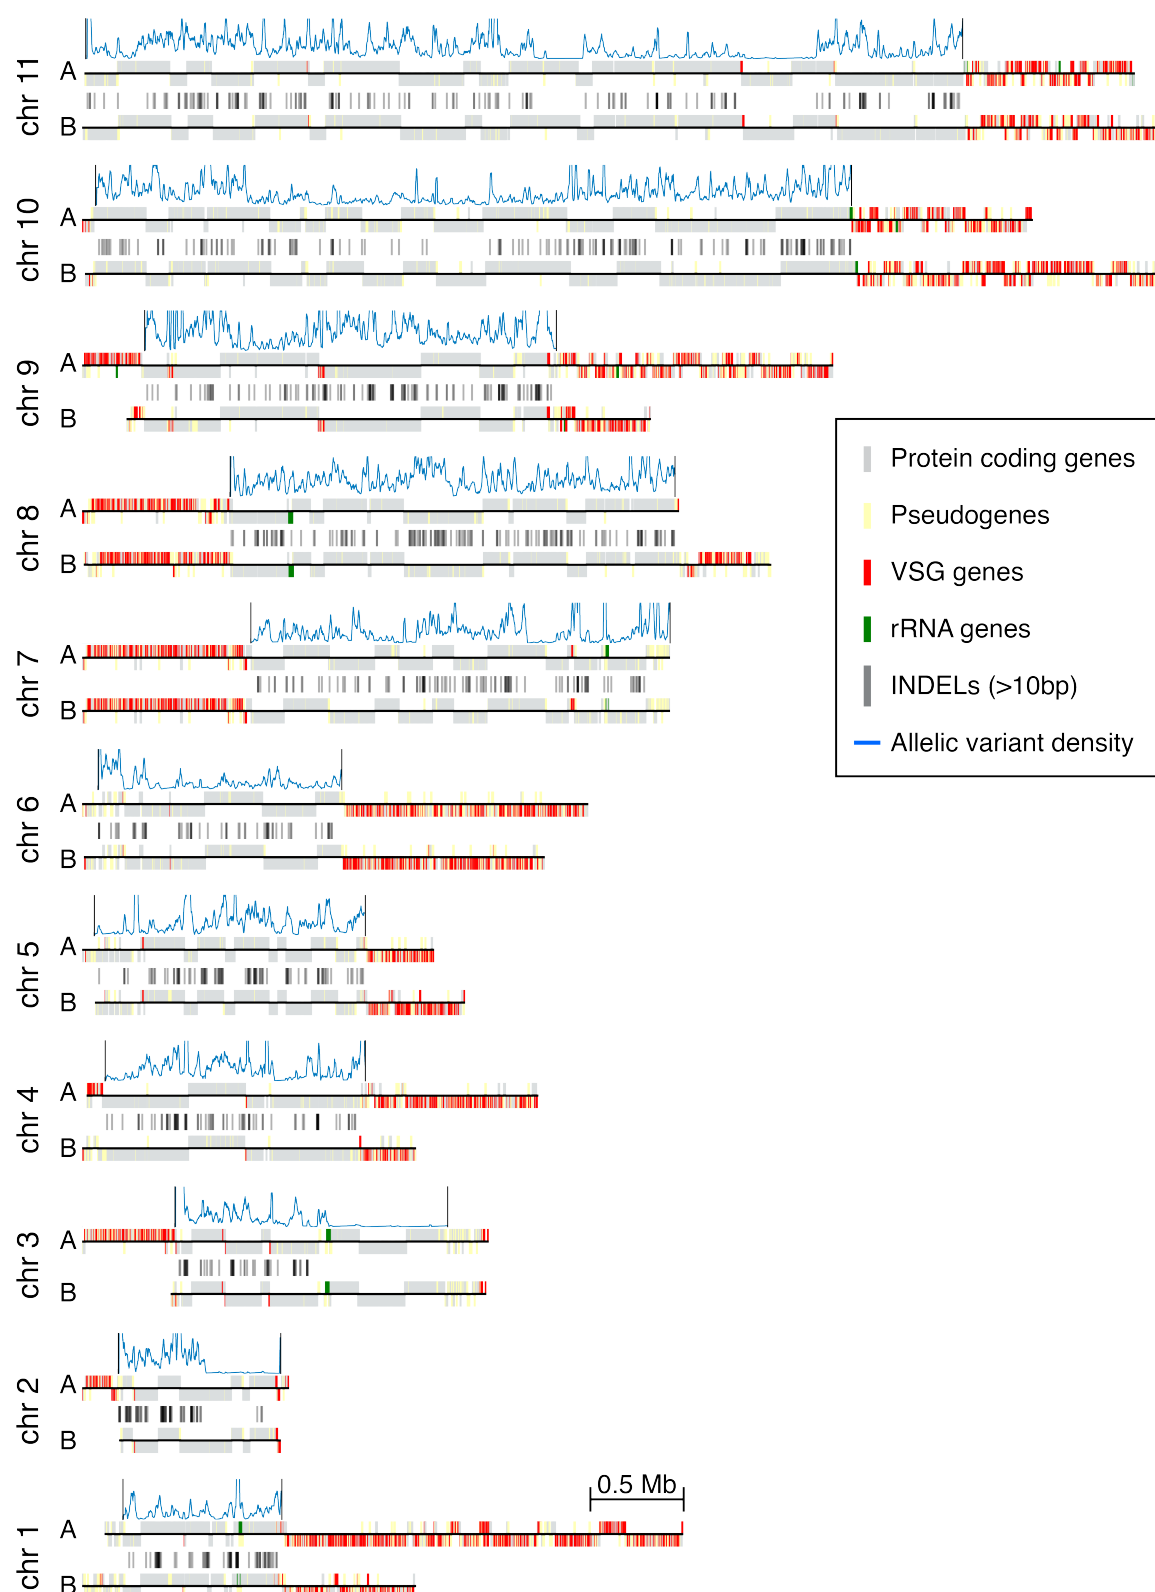 chr 11
A
B
chr 10
A
B
chr 9
A
B
chr 8
A
B
Protein coding genes
Pseudogenes
VSG genes
rRNA genes
INDELs (>10bp)
Allelic variant density
chr 7
A
B
chr 6
A
B
chr 5
A
B
chr 4
A
B
chr 3
A
B
chr 2
A
B
0.5 Mb
chr 1
A
B